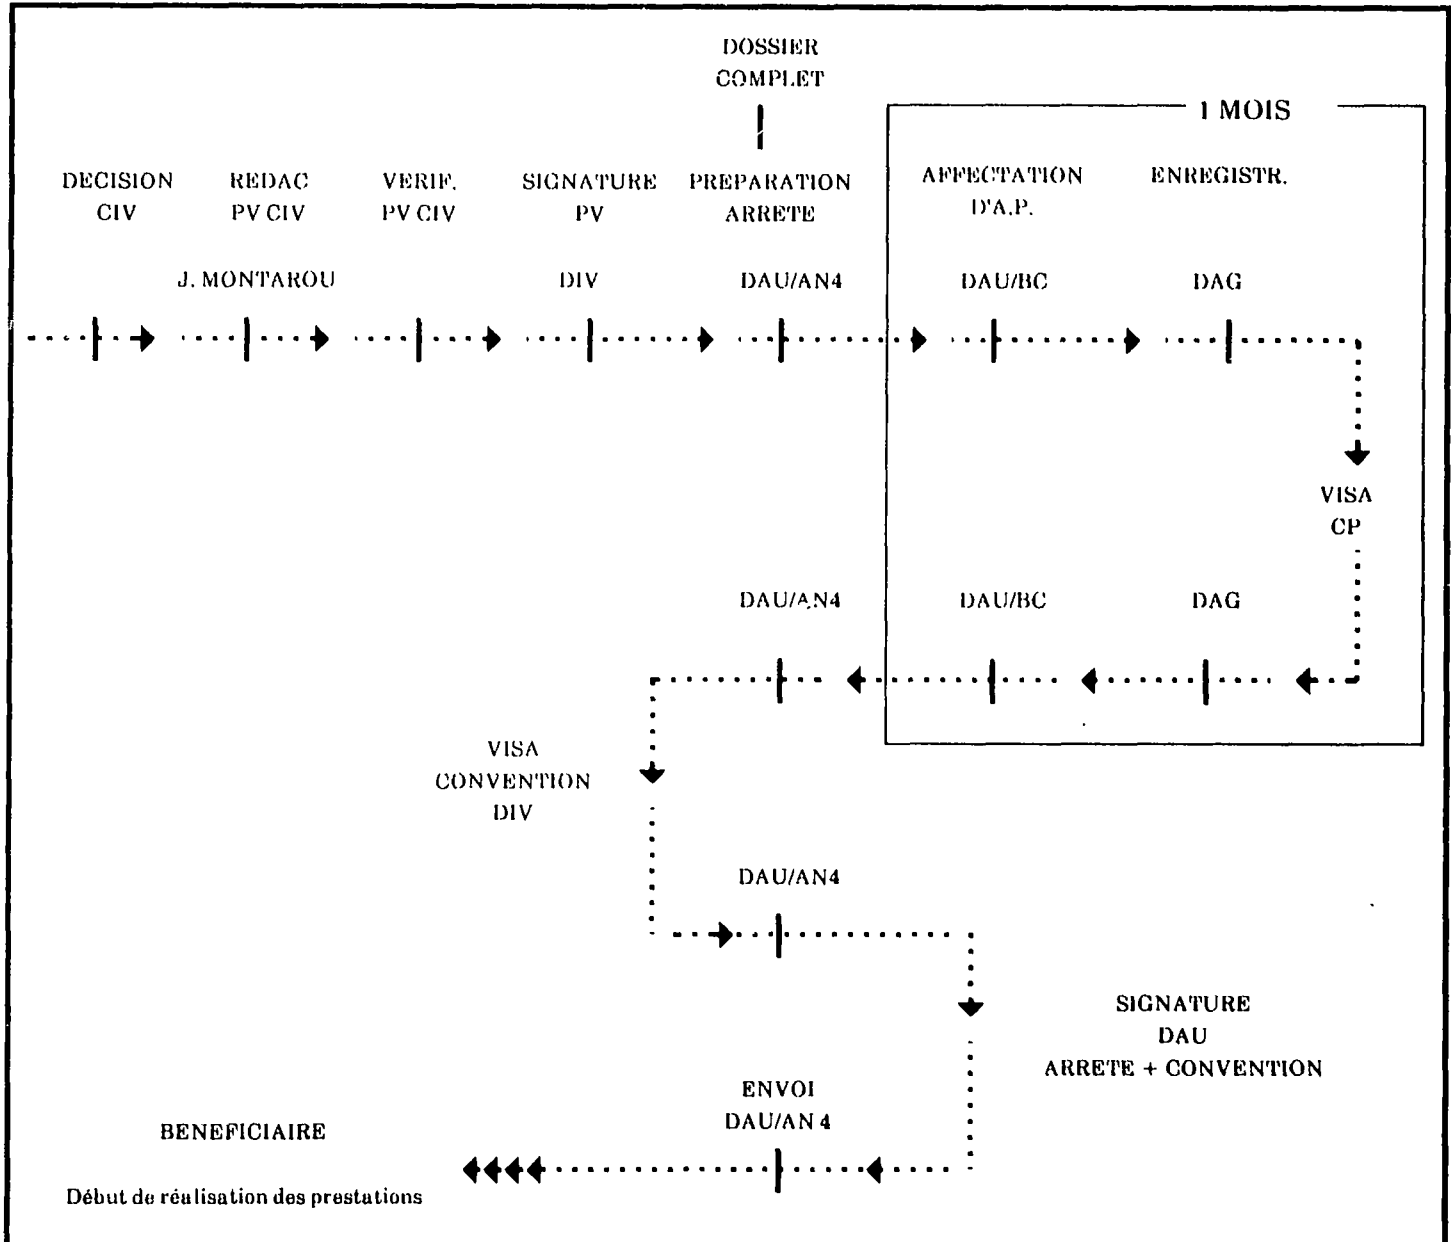 DOSSIER
COMPLET
1 MOIS
DECISION
CIV
REDAC
PV CIV
VERIF.
PV CIV
SIGNATURE
PV
PREPARATION
ARRETE
AFFECTATION
D'A.P.
ENREGISTR.
J. MONTAROU
DIV
DAU/AN4
DAU/BC
DAG
VISA
CP
DAU/AN4
DAU/BC
DAG
VISA
CONVENTION
DIV
DAU/AN4
SIGNATURE
DAU
ARRETE + CONVENTION
ENVOI
DAU/AN 4
BENEFICIAIRE
Début de réalisation des prestations